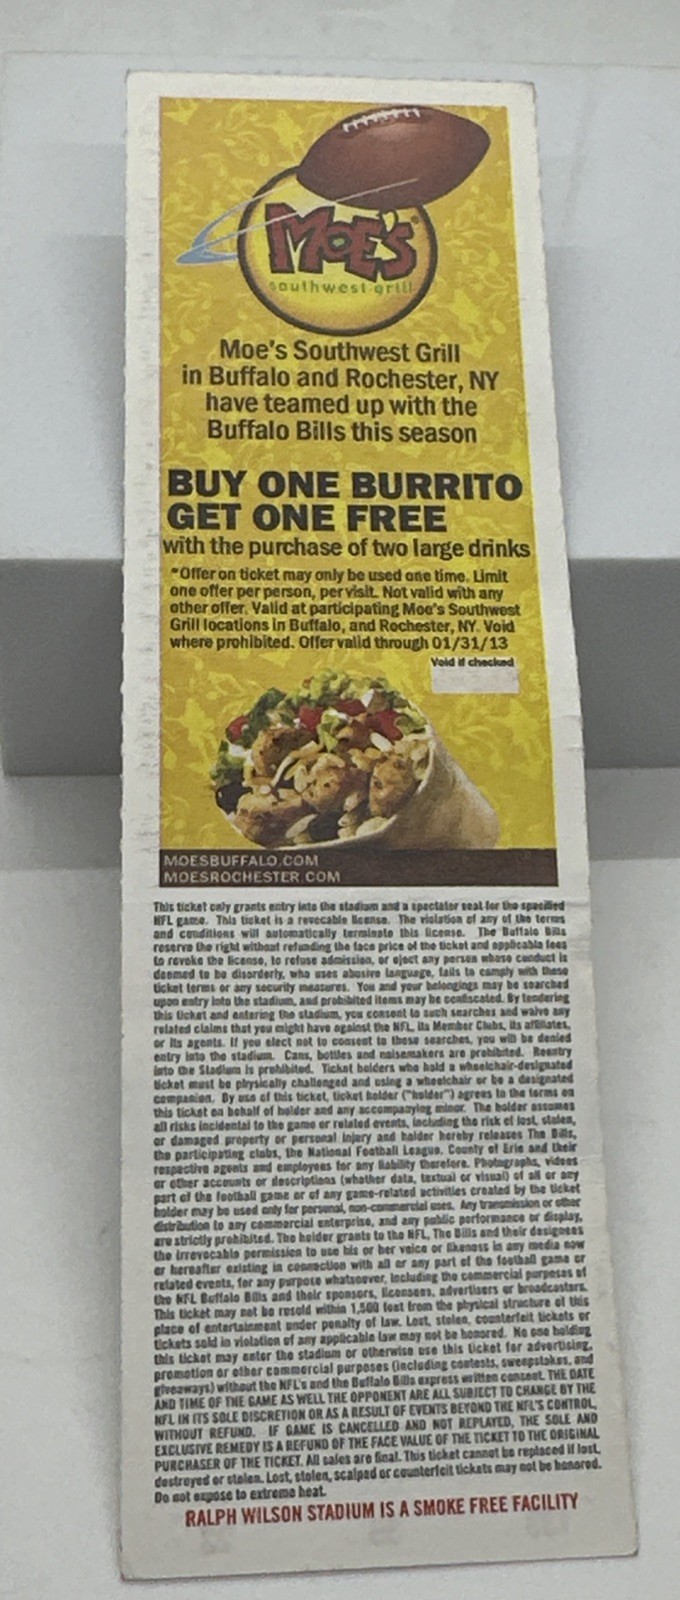 MOE'S®
southwest grill
Moe's Southwest Grill
in Buffalo and Rochester, NY
have teamed up with the
Buffalo Bills this season
BUY ONE BURRITO
GET ONE FREE
with the purchase of two large drinks
*Offer on ticket may only be used one time. Limit
one offer per person, per visit. Not valid with any
other offer. Valid at participating Moe's Southwest
Grill locations in Buffalo, and Rochester, NY. Void
where prohibited. Offer valid through 01/31/13
Void if checked
MOESBUFFALO.COM
MOESROCHESTER.COM
This ticket only grants entry into the stadium and a spectator seat for the specified
NFL game. This ticket is a revocable license. The violation of any of the terms
and conditions will automatically terminate this license. The Buffalo Bills
reserve the right without refunding the face price of the ticket and applicable fees
to revoke the license, to refuse admission, or eject any person whose conduct is
deemed to be disorderly, who uses abusive language, fails to comply with these
ticket terms or any security measures. You and your belongings may be searched
upon entry into the stadium, and prohibited items may be confiscated. By tendering
this ticket and entering the stadium, you consent to such searches and waive any
related claims that you might have against the NFL, its Member Clubs, its affiliates,
or its agents. If you elect not to consent to these searches, you will be denied
entry into the stadium. Cans, bottles and noisemakers are prohibited. Reentry
into the Stadium is prohibited. Ticket holders who hold a wheelchair-designated
ticket must be physically challenged and using a wheelchair or be a designated
companion. By use of this ticket, ticket holder ("holder") agrees to the terms on
this ticket on behalf of holder and any accompanying minor. The holder assumes
all risks incidental to the game or related events, including the risk of lost, stolen,
or damaged property or personal injury and holder hereby releases The Bills,
the participating clubs, the National Football League, County of Erie and their
respective agents and employees for any liability therefore. Photographs, videos
or other accounts or descriptions (whether data, textual or visual) of all or any
part of the football game or of any game-related activities created by the ticket
holder may be used only for personal, non-commercial uses. Any transmission or other
distribution to any commercial enterprise, and any public performance or display,
are strictly prohibited. The holder grants to the NFL, The Bills and their designees
the irrevocable permission to use his or her voice or likeness in any media now
or hereafter existing in connection with all or any part of the football game or
related events, for any purpose whatsoever, including the commercial purposes of
the NFL Buffalo Bills and their sponsors, licensees, advertisers or broadcasters.
This ticket may not be resold within 1,500 feet from the physical structure of this
place of entertainment under penalty of law. Lost, stolen, counterfeit tickets or
tickets sold in violation of any applicable law may not be honored. No one holding
this ticket may enter the stadium or otherwise use this ticket for advertising,
promotion or other commercial purposes (including contests, sweepstakes, and
giveaways) without the NFL's and the Buffalo Bills express written consent. THE DATE
AND TIME OF THE GAME AS WELL THE OPPONENT ARE ALL SUBJECT TO CHANGE BY THE
NFL IN ITS SOLE DISCRETION OR AS A RESULT OF EVENTS BEYOND THE NFL'S CONTROL,
WITHOUT REFUND. IF GAME IS CANCELLED AND NOT REPLAYED, THE SOLE AND
EXCLUSIVE REMEDY IS A REFUND OF THE FACE VALUE OF THE TICKET TO THE ORIGINAL
PURCHASER OF THE TICKET. All sales are final. This ticket cannot be replaced if lost,
destroyed or stolen. Lost, stolen, scalped or counterfeit tickets may not be honored.
Do not expose to extreme heat.
RALPH WILSON STADIUM IS A SMOKE FREE FACILITY